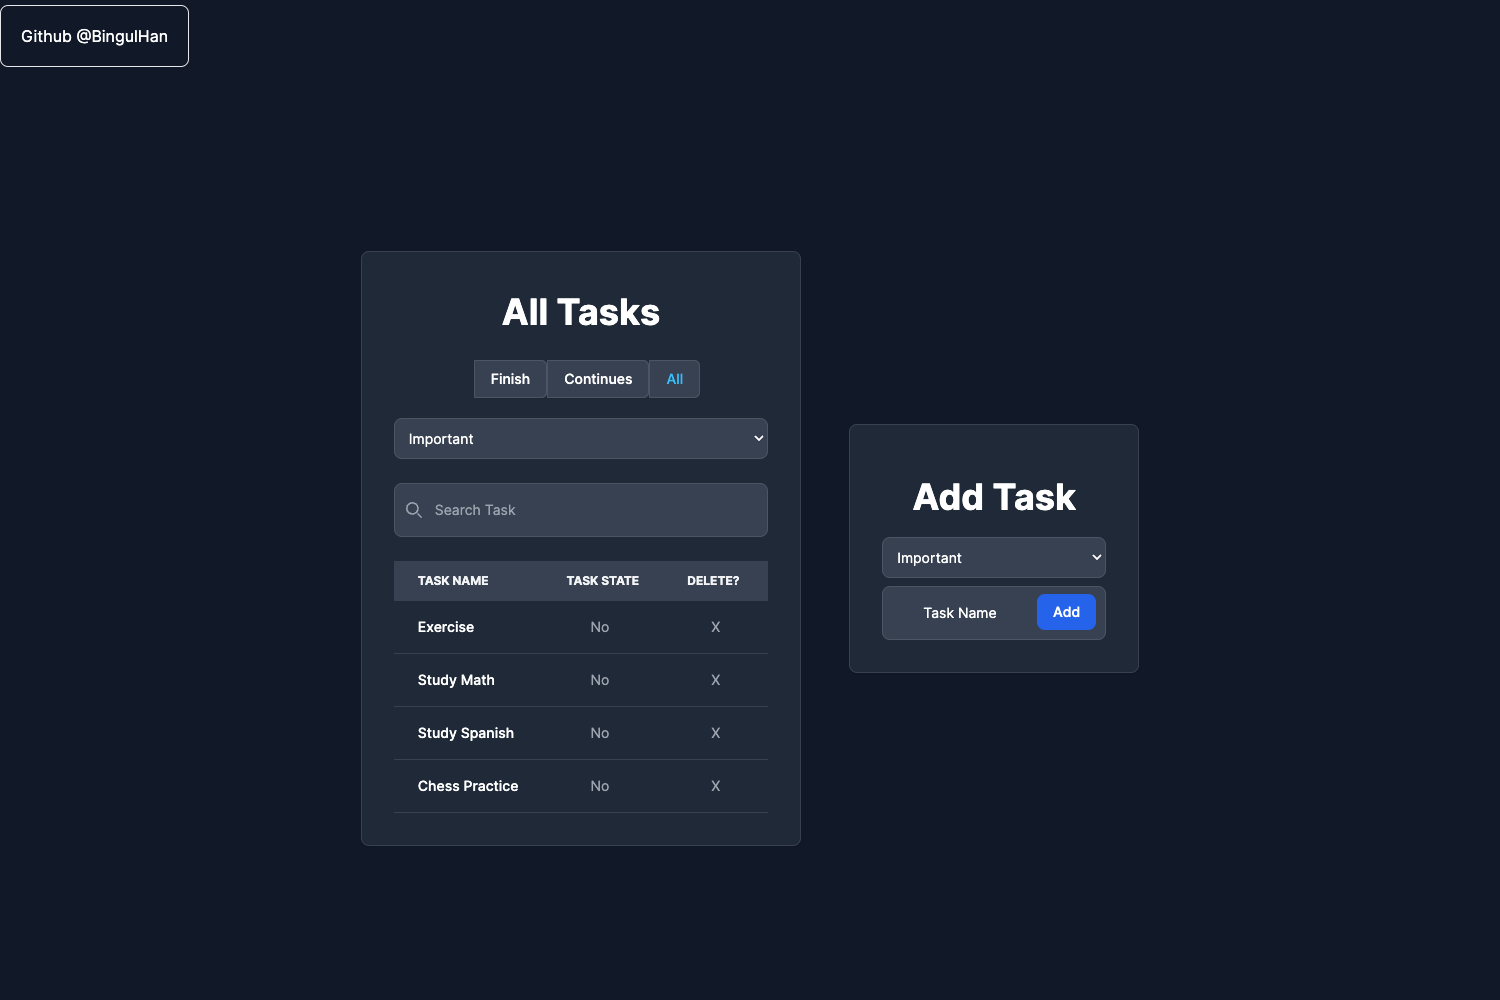 Github @BingulHan
All Tasks
Finish Continues All
Important
Search Task
TASK NAME TASK STATE DELETE?
Exercise No X
Study Math No X
Study Spanish No X
Chess Practice No X
Add Task
Important
Task Name Add